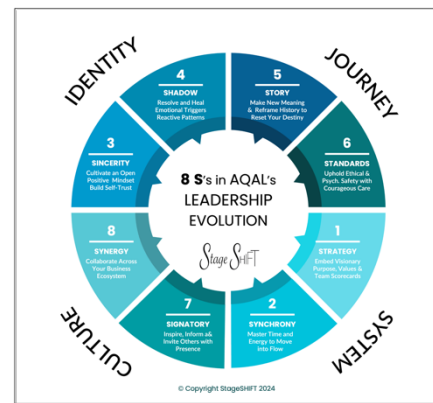 IDENTITY
JOURNEY
4
SHADOW
Resolve and Heal
Emotional Triggers
Reactive Patterns
5
STORY
Make New Meaning
& Reframe History to
Reset Your Destiny
3
SINCERITY
Cultivate an Open
Positive Mindset
Build Self-Trust
6
STANDARDS
Uphold Ethical &
Psych. Safety with
Courageous Care
8 S's in AQAL's
LEADERSHIP
EVOLUTION
Stage SHIFT
8
SYNERGY
Collaborate Across
Your Business
Ecosystem
1
STRATEGY
Embed Visionary
Purpose, Values &
Team Scorecards
7
SIGNATORY
Inspire, Inform a&
Invite Others with
Presence
2
SYNCHRONY
Master Time and
Energy to Move
Into Flow
CULTURE
SYSTEM
© Copyright StageSHIFT 2024